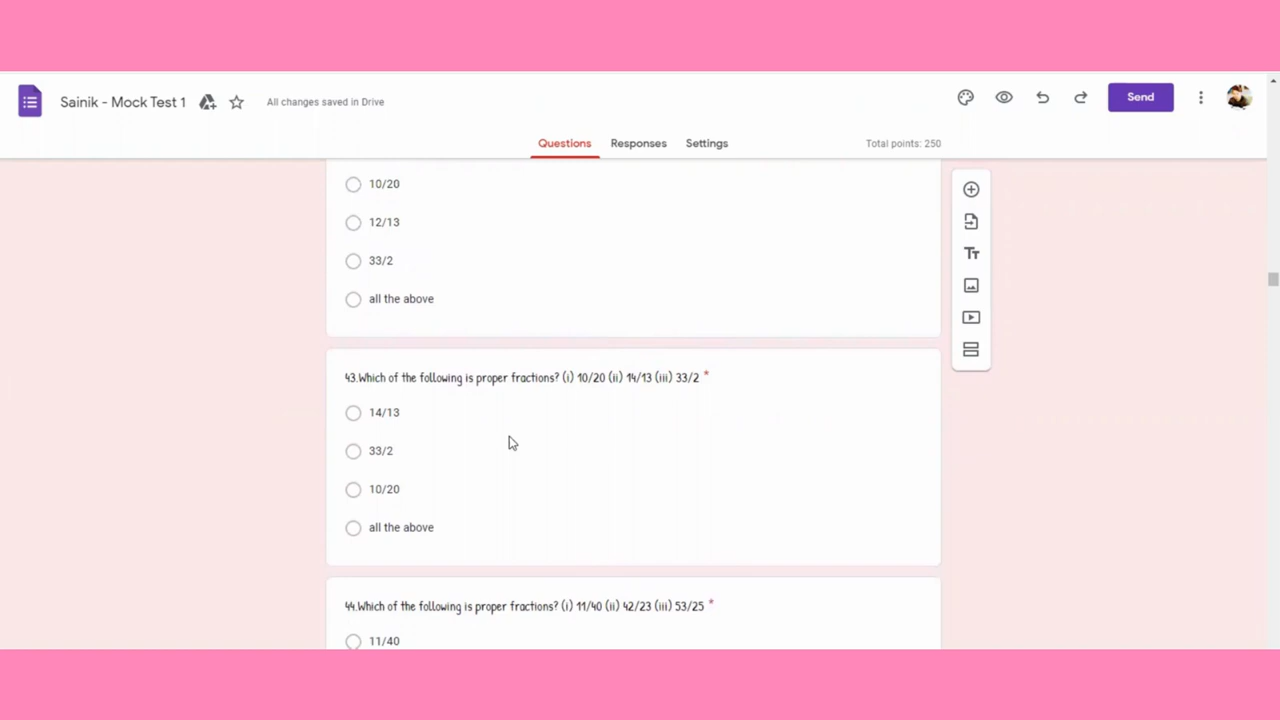 Sainik - Mock Test 1
All changes saved in Drive
Send
Questions
Responses
Settings
Total points: 250
10/20
12/13
33/2
all the above
43.Which of the following is proper fractions? (i) 10/20 (ii) 14/13 (iii) 33/2 *
14/13
33/2
10/20
all the above
44.Which of the following is proper fractions? (i) 11/40 (ii) 42/23 (iii) 53/25 *
11/40
Tт